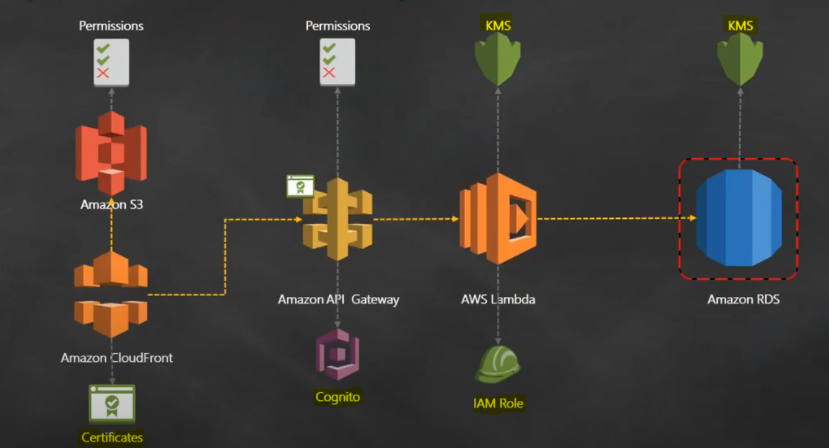 Permissions
Permissions
KMS
KMS
Amazon S3
Amazon API Gateway
AWS Lambda
Amazon RDS
Amazon CloudFront
Cognito
IAM Role
Certificates